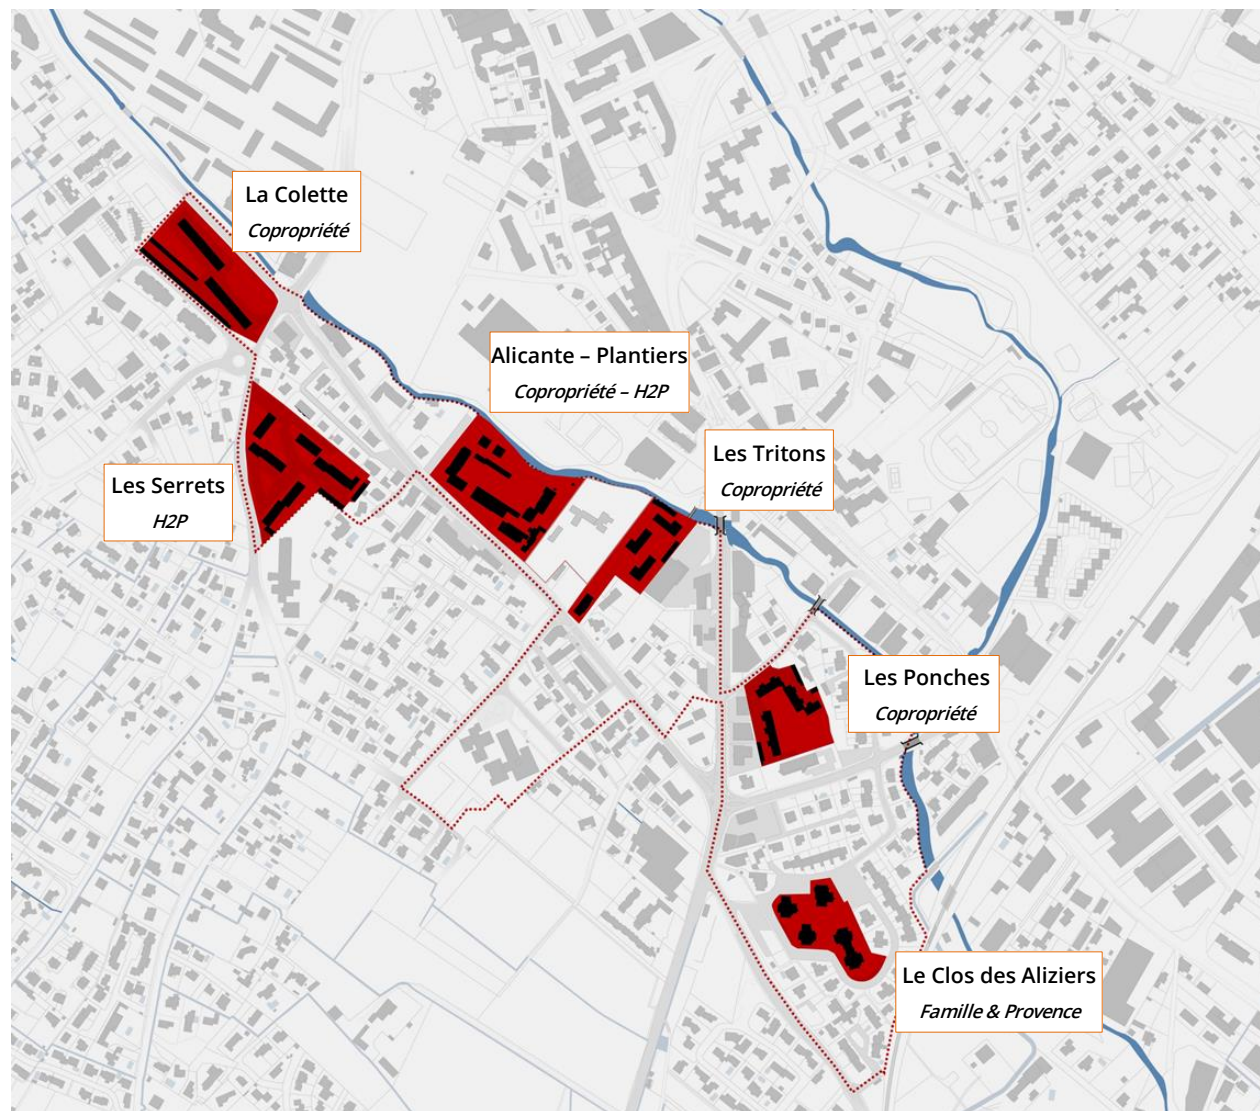 La Colette
Copropriété
Alicante – Plantiers
Copropriété – H2P
Les Tritons
Copropriété
Les Serrets
H2P
Les Ponches
Copropriété
Le Clos des Aliziers
Famille & Provence